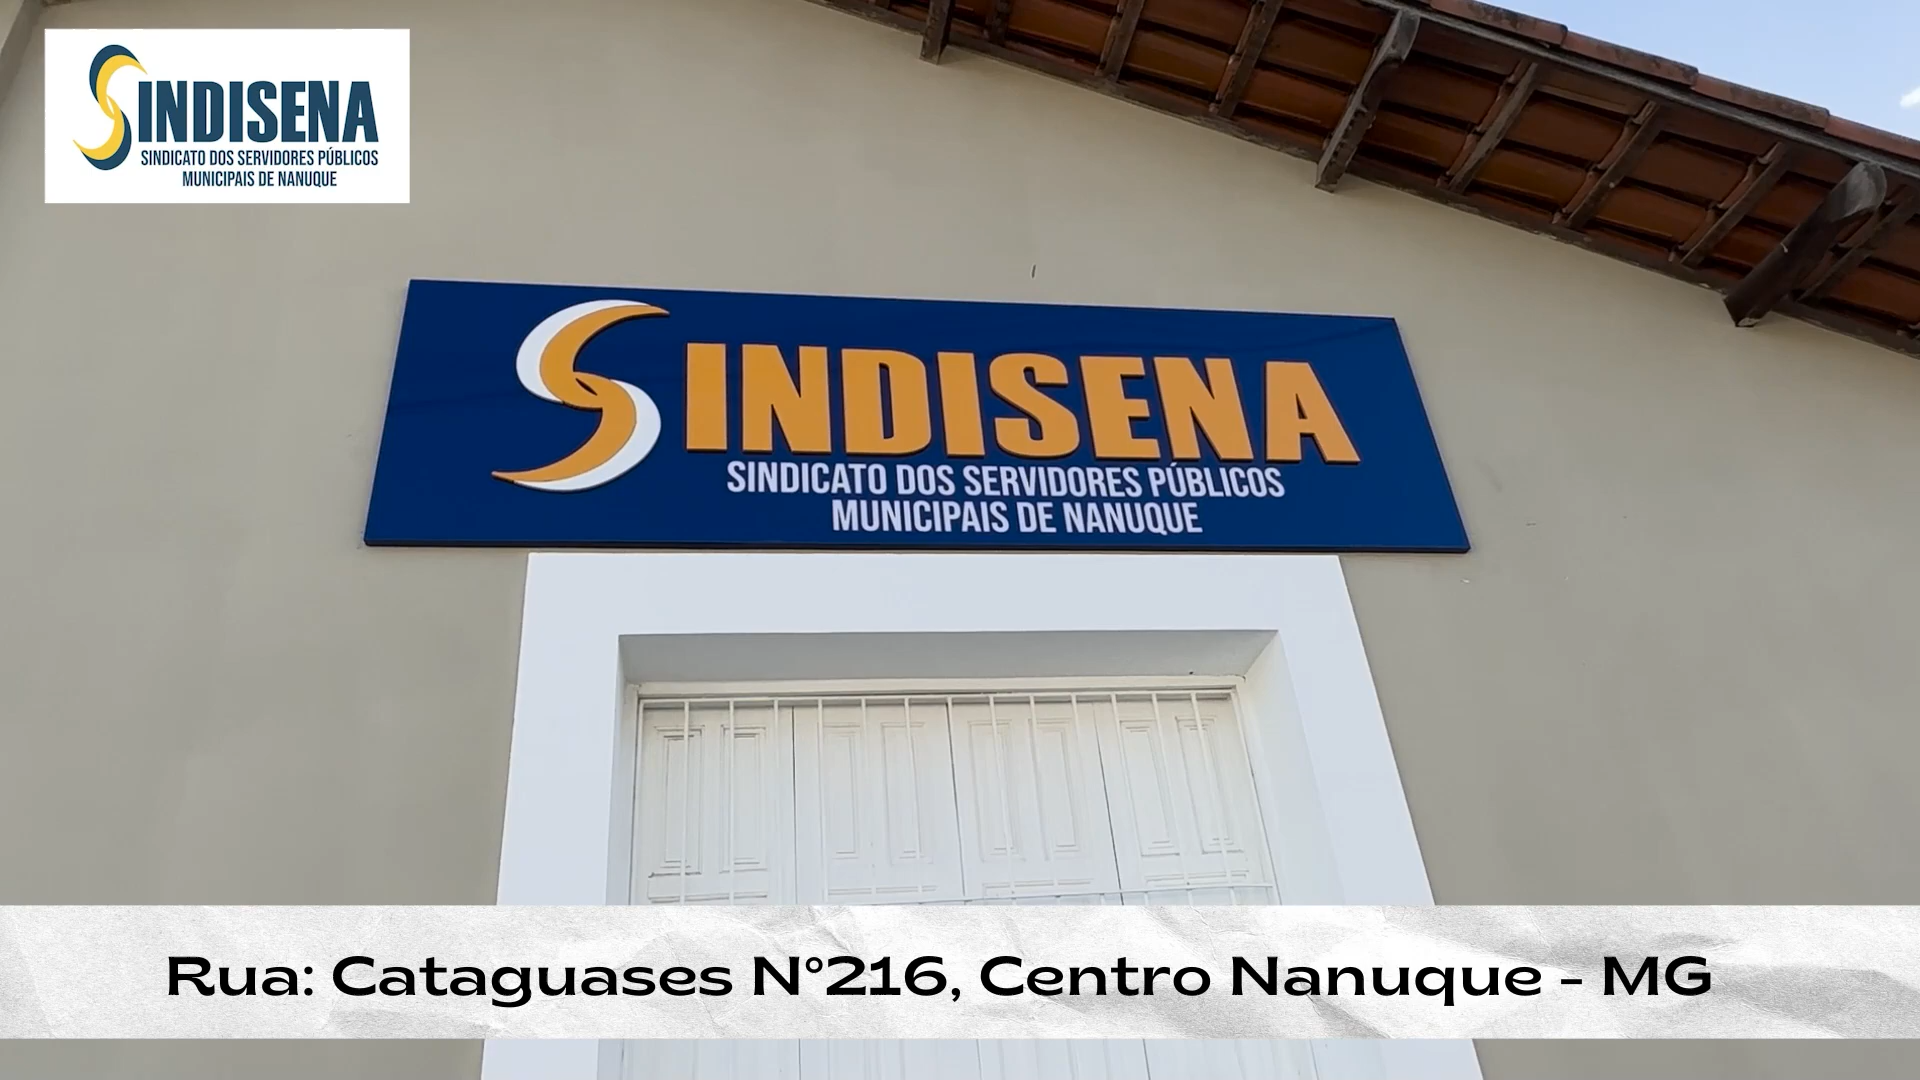 SINDISENA
SINDICATO DOS SERVIDORES PÚBLICOS
MUNICIPAIS DE NANUQUE
SINDISENA
SINDICATO DOS SERVIDORES PÚBLICOS
MUNICIPAIS DE NANUQUE
Rua: Cataguases N°216, Centro Nanuque - MG